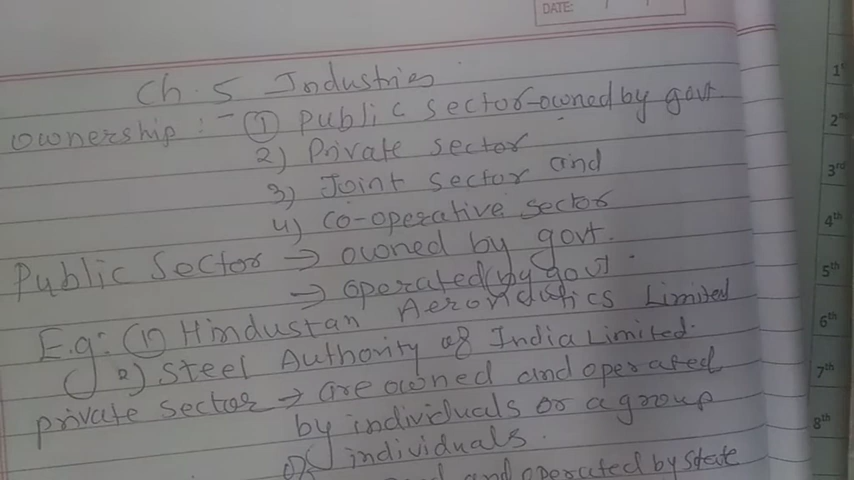 DATE:
Ch. 5 Industries
ownership :- (1) Public sector-owned by govt.
2) Private sector
3) Joint sector and
4) Co-operative sector
Public Sector → owned by govt.
→ operated by govt.
E.g: (1) Hindustan Aeronautics Limited
2) Steel Authority of India Limited.
private sector → are owned and operated
by individuals or a group
of individuals.
and operated by state
1st
2nd
3rd
4th
5th
6th
7th
8th